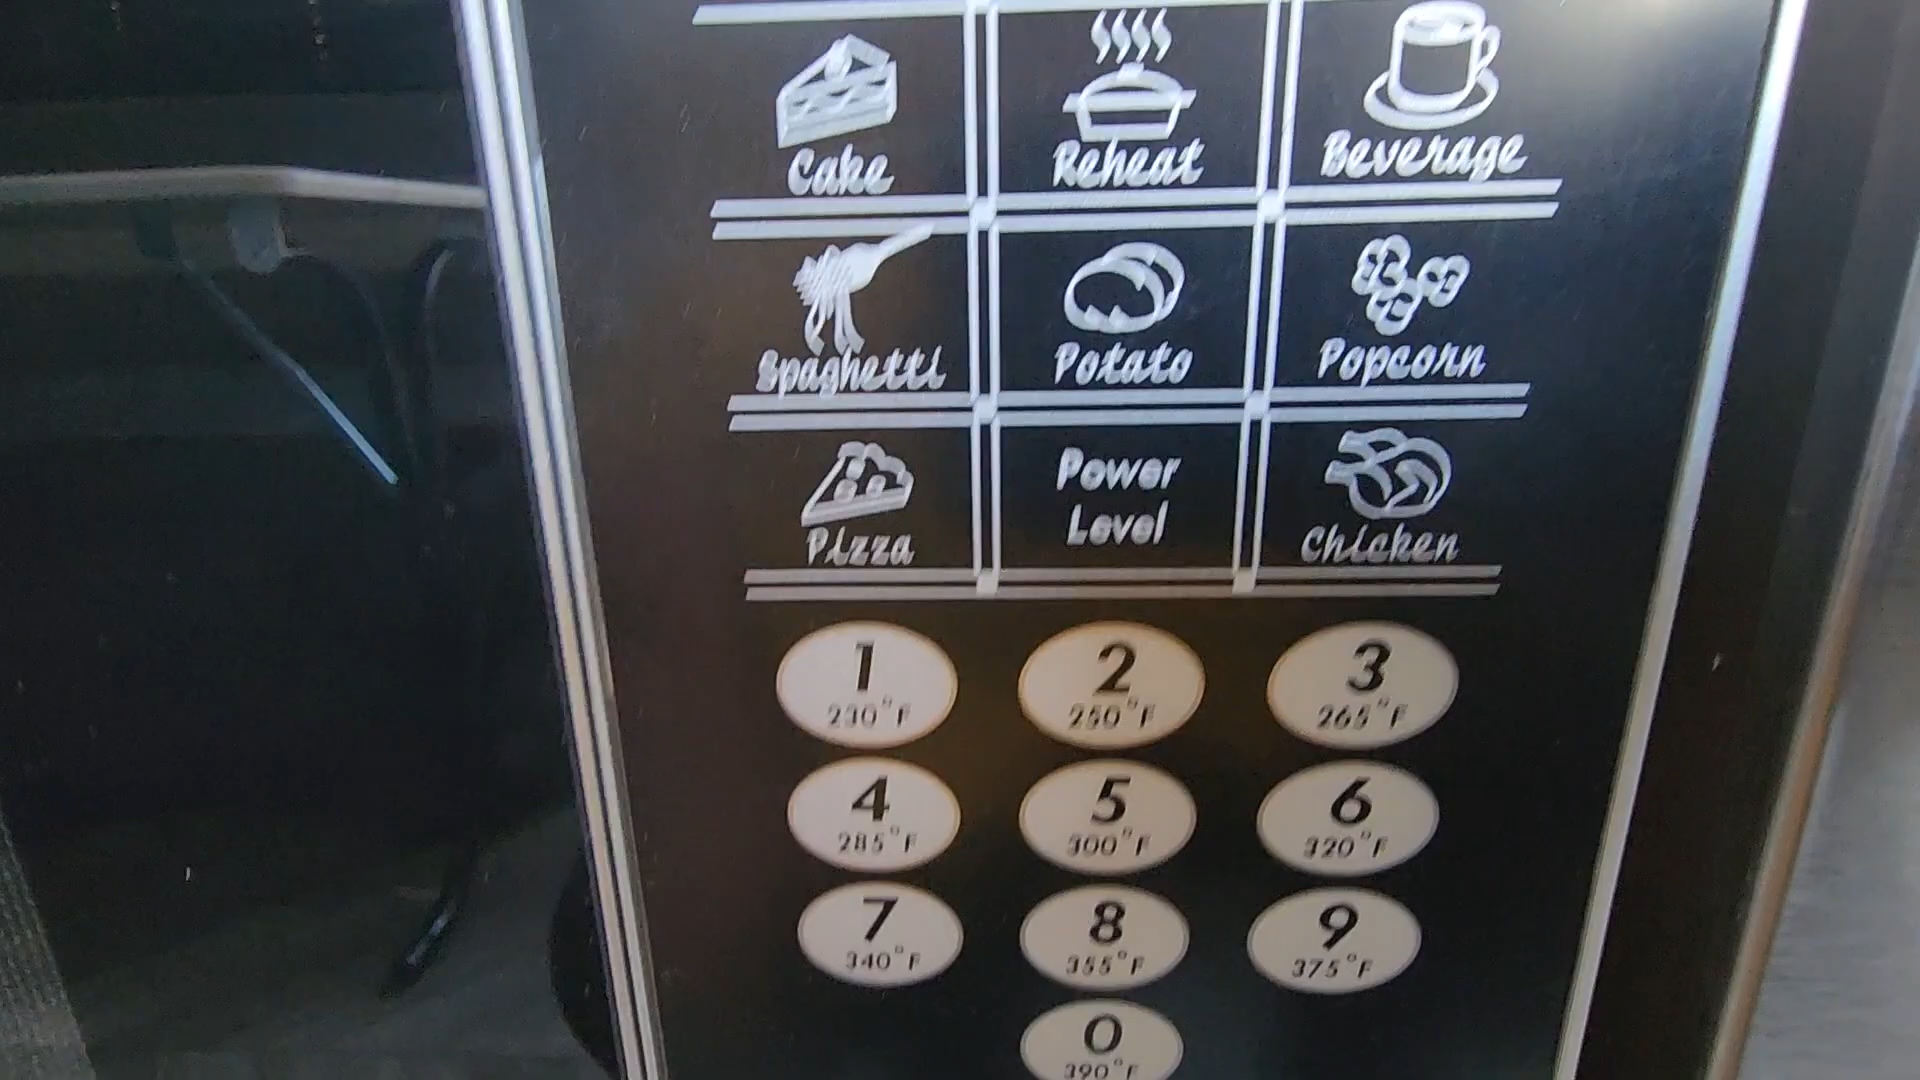 Cake Reheat Beverage
Spaghetti Potato Popcorn
Power
Level
Pizza Chicken
1 2 3
230°F 250°F 265°F
4 5 6
285°F 300°F 320°F
7 8 9
340°F 355°F 375°F
0
390°F